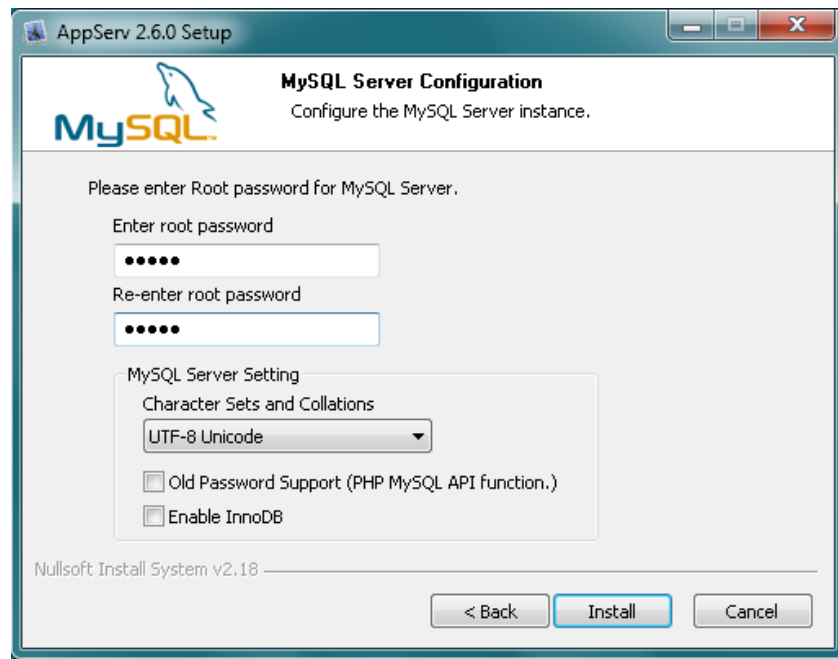 AppServ 2.6.0 Setup
MySQL
MySQL Server Configuration
Configure the MySQL Server instance.
Please enter Root password for MySQL Server.
Enter root password
•••••
Re-enter root password
•••••
MySQL Server Setting
Character Sets and Collations
UTF-8 Unicode
Old Password Support (PHP MySQL API function.)
Enable InnoDB
Nullsoft Install System v2.18
< Back Install Cancel